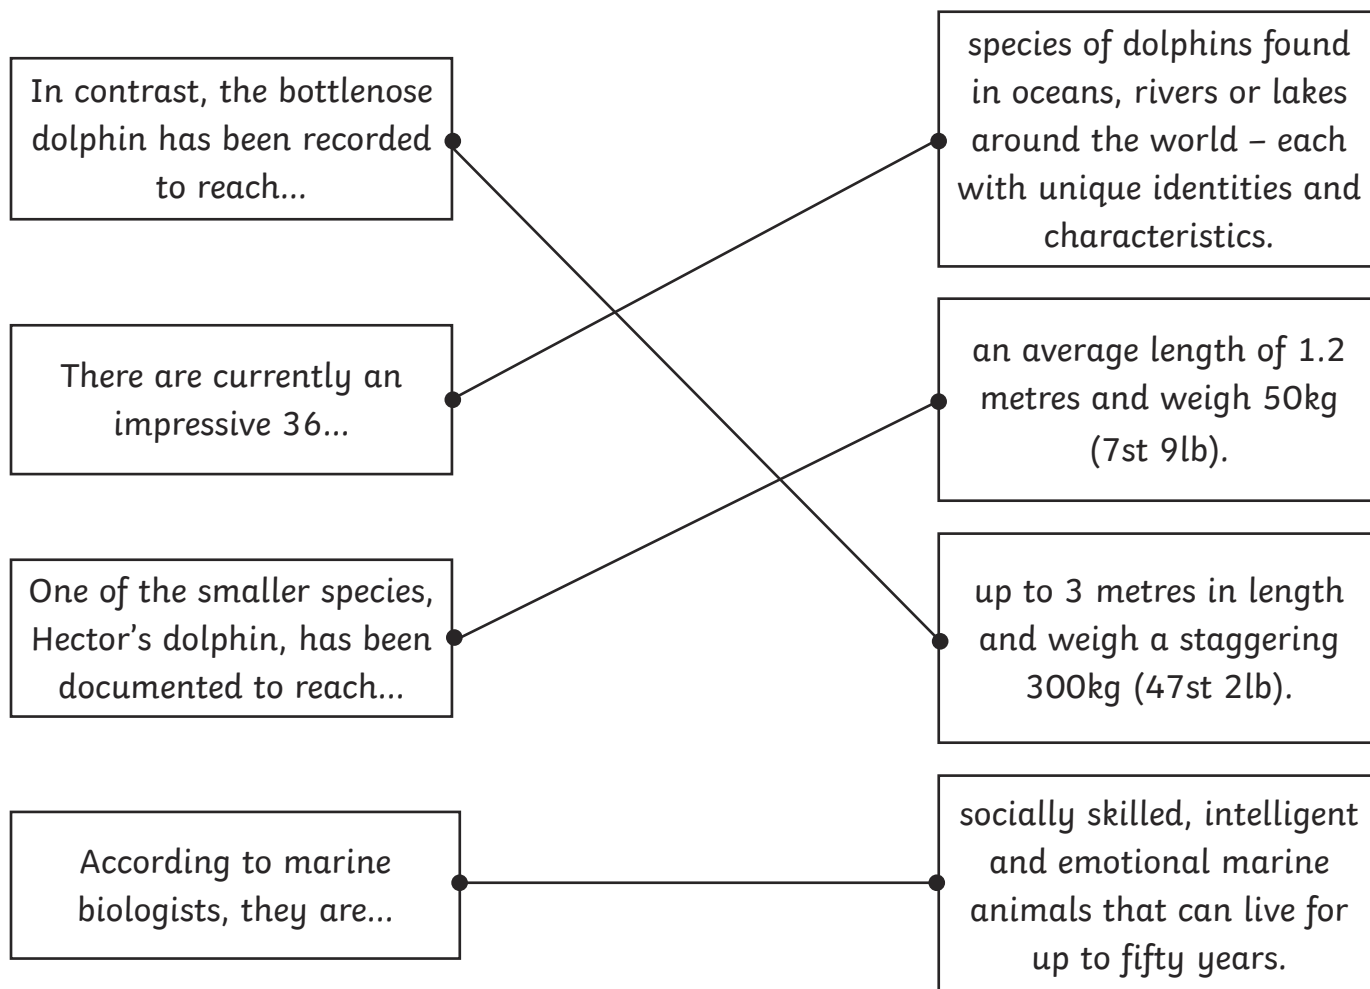 In contrast, the bottlenose
dolphin has been recorded
to reach...
There are currently an
impressive 36...
One of the smaller species,
Hector's dolphin, has been
documented to reach...
According to marine
biologists, they are...
species of dolphins found
in oceans, rivers or lakes
around the world – each
with unique identities and
characteristics.
an average length of 1.2
metres and weigh 50kg
(7st 9lb).
up to 3 metres in length
and weigh a staggering
300kg (47st 2lb).
socially skilled, intelligent
and emotional marine
animals that can live for
up to fifty years.